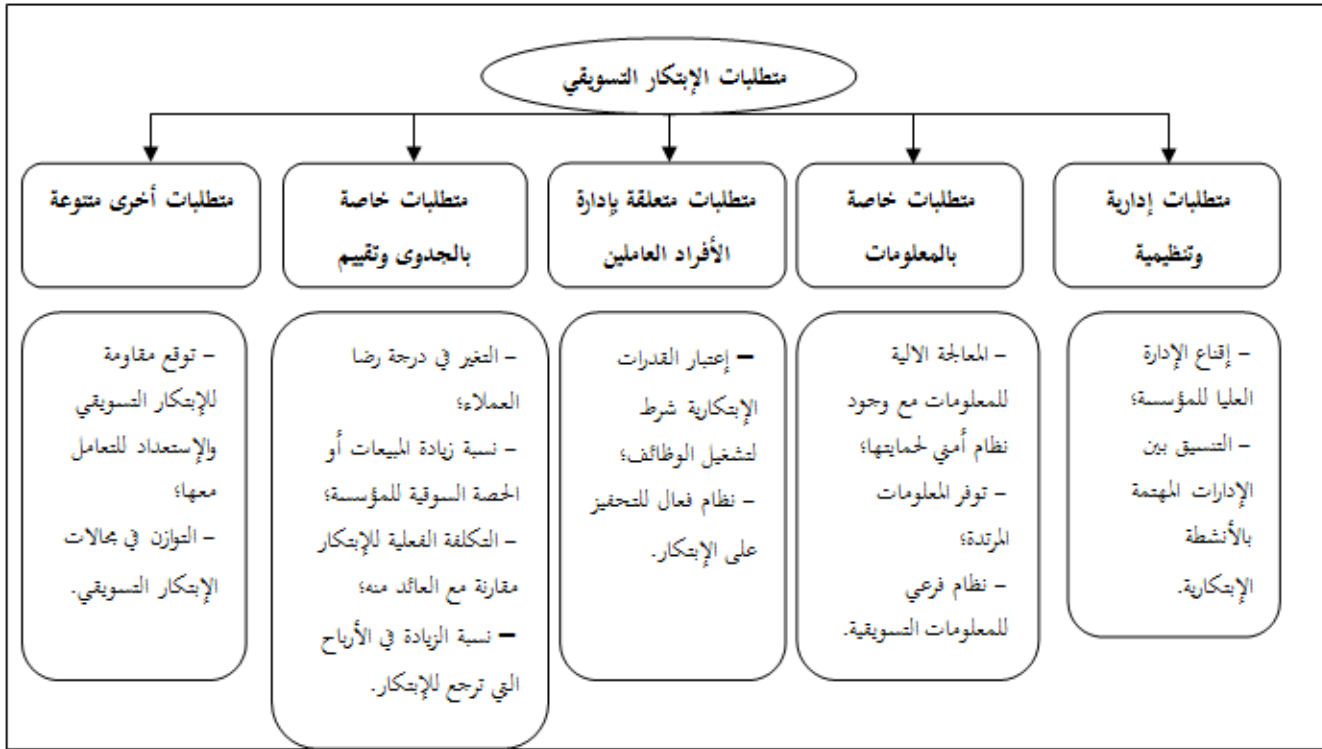 متطلبات الإبتكار التسويقي
متطلبات إدارية
وتنظيمية
متطلبات خاصة
بالمعلومات
متطلبات متعلقة بإدارة
الأفراد العاملين
متطلبات خاصة
بالجدوى وتقييم
متطلبات أخرى متنوعة
– إقناع الإدارة
العليا للمؤسسة؛
– التنسيق بين
الإدارات المهتمة
بالأنشطة
الإبتكارية.
– المعالجة الالية
للمعلومات مع وجود
نظام أمني لحمايتها؛
– توفر المعلومات
المرتدة؛
– نظام فرعي
للمعلومات التسويقية.
– إعتبار القدرات
الإبتكارية شرط
لتشغيل الوظائف؛
– نظام فعال للتحفيز
على الإبتكار.
– التغير في درجة رضا
العملاء؛
– نسبة زيادة المبيعات أو
الحصة السوقية للمؤسسة؛
– التكلفة الفعلية للإبتكار
مقارنة مع العائد منه؛
– نسبة الزيادة في الأرباح
التي ترجع للإبتكار.
– توقع مقاومة
للإبتكار التسويقي
والإستعداد للتعامل
معها؛
– التوازن في مجالات
الإبتكار التسويقي.